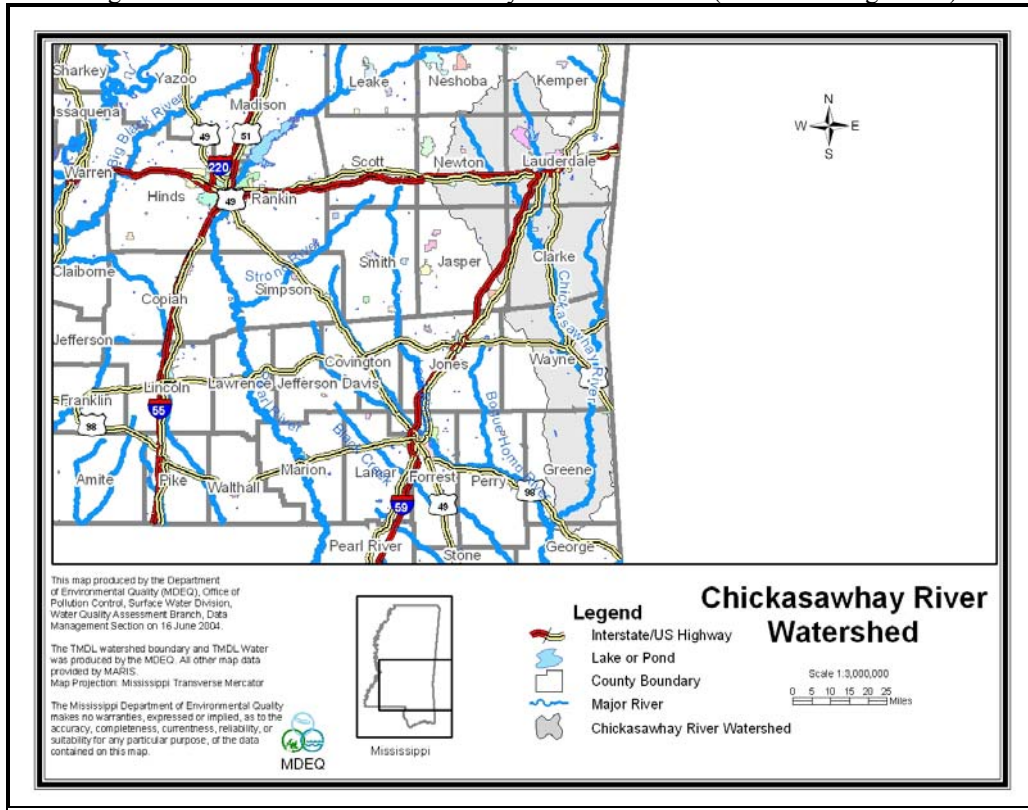 Sharkey
Yazoo
Leake
Neshoba
Kemper
Issaquena
Madison
Big Black River
49
51
N
W E
S
Warren
220
Scott
Newton
Lauderdale
Hinds
49
Rankin
Claiborne
Strong River
Simpson
Smith
Jasper
Clarke
Copiah
Chickasawhay River
Jefferson
Covington
Jones
Wayne
Lincoln
Lawrence
Jefferson Davis
Franklin
55
98
Pearl River
Black Creek
Bogue Homo River
Amite
Pike
Walthall
Marion
Lamar
Forrest
Perry
Greene
98
59
49
Pearl River
Stone
George
This map produced by the Department
of Environmental Quality (MDEQ), Office of
Pollution Control, Surface Water Division,
Water Quality Assessment Branch, Data
Management Section on 16 June 2004.
The TMDL watershed boundary and TMDL Water
was produced by the MDEQ. All other map data
provided by MARIS.
Map Projection: Mississippi Transverse Mercator
The Mississippi Department of Environmental Quality
makes no warranties, expressed or implied, as to the
accuracy, completeness, currentness, reliability, or
suitability for any particular purpose, of the data
contained on this map.
MDEQ
Mississippi
Legend
Interstate/US Highway
Lake or Pond
County Boundary
Major River
Chickasawhay River Watershed
Chickasawhay River
Watershed
Scale 1:3,000,000
0 5 10 15 20 25
Miles